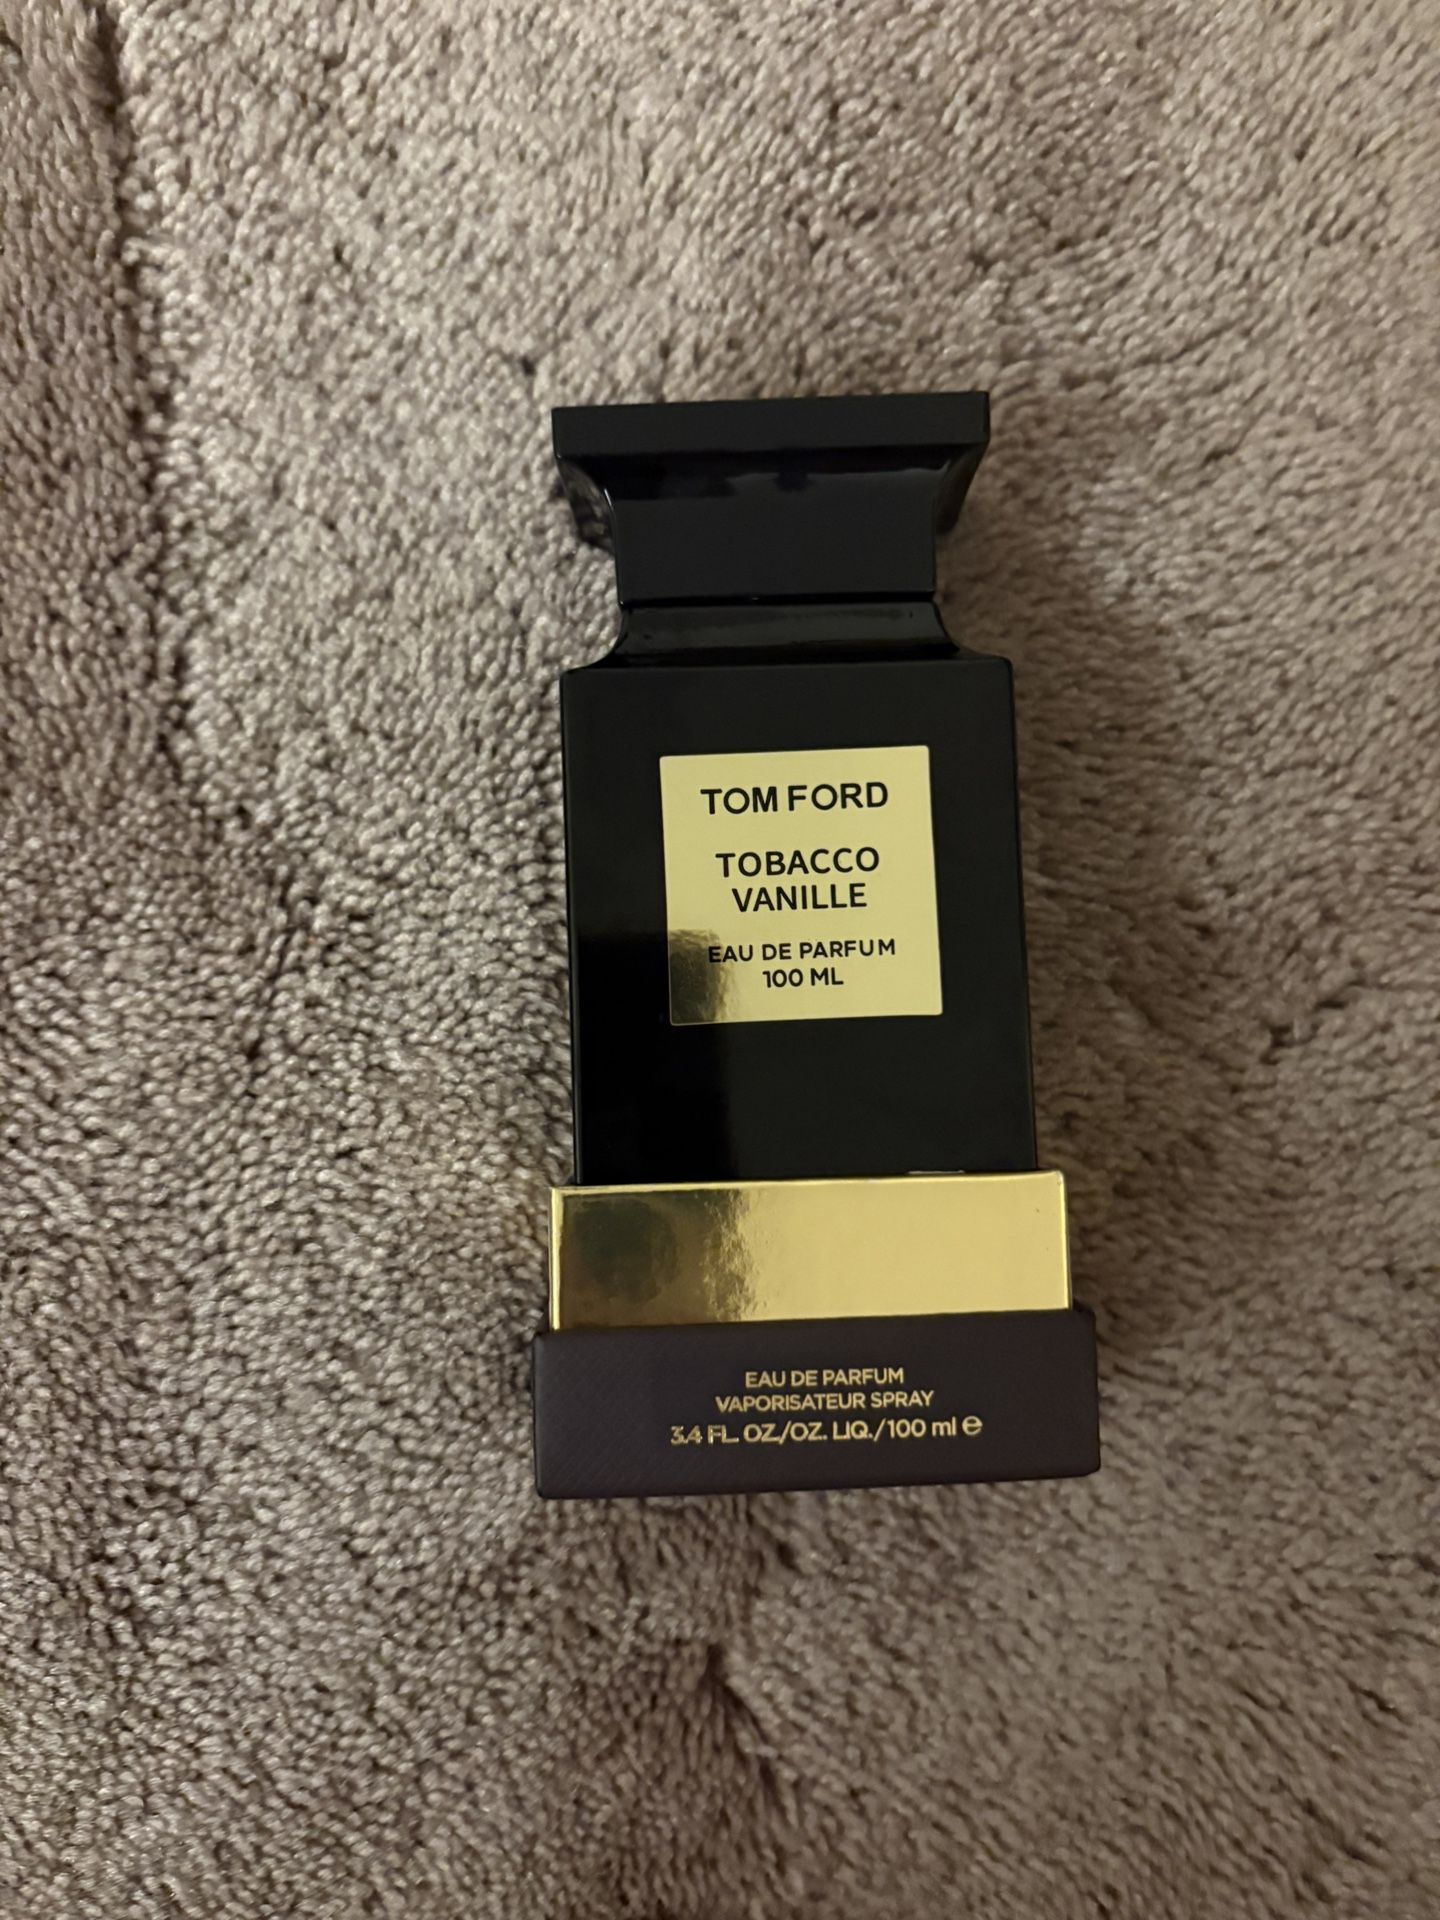 TOM FORD
TOBACCO
VANILLE
EAU DE PARFUM
100 ML
EAU DE PARFUM
VAPORISATEUR SPRAY
3.4 FL. OZ./OZ. LIQ./100 ml ℮